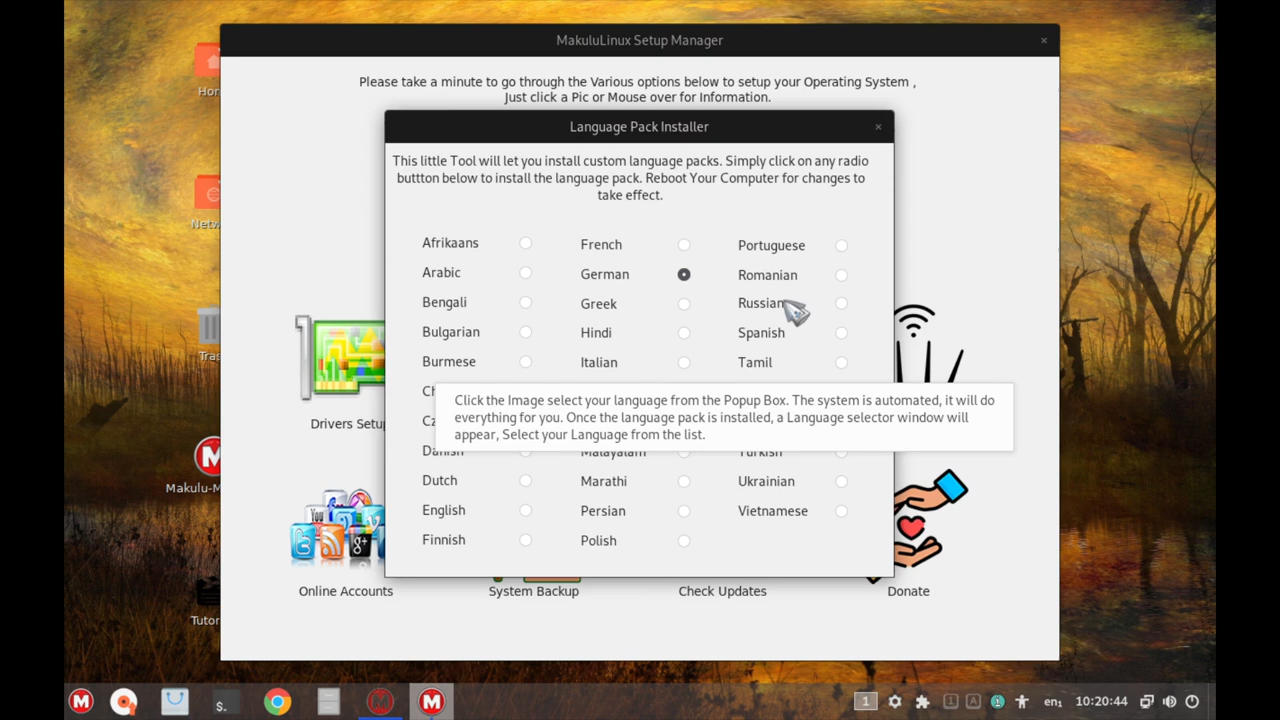 MakuluLinux Setup Manager
Please take a minute to go through the Various options below to setup your Operating System ,
Just click a Pic or Mouse over for Information.
Language Pack Installer
This little Tool will let you install custom language packs. Simply click on any radio
buttton below to install the language pack. Reboot Your Computer for changes to
take effect.
Afrikaans French Portuguese
Arabic German Romanian
Bengali Greek Russian
Bulgarian Hindi Spanish
Burmese Italian Tamil
Click the Image select your language from the Popup Box. The system is automated, it will do
everything for you. Once the language pack is installed, a Language selector window will
appear, Select your Language from the list.
Danish Malayalam Turkish
Dutch Marathi Ukrainian
English Persian Vietnamese
Finnish Polish
Drivers Setup
Online Accounts
System Backup
Check Updates
Donate
You
g+
M
$.
M
M
1
1
A
en₁
10:20:44